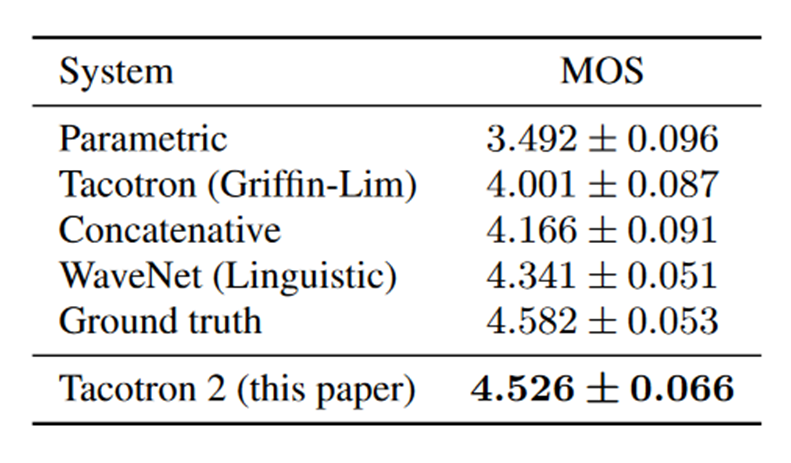 System MOS
Parametric 3.492 ± 0.096
Tacotron (Griffin-Lim) 4.001 ± 0.087
Concatenative 4.166 ± 0.091
WaveNet (Linguistic) 4.341 ± 0.051
Ground truth 4.582 ± 0.053
Tacotron 2 (this paper) 4.526 ± 0.066